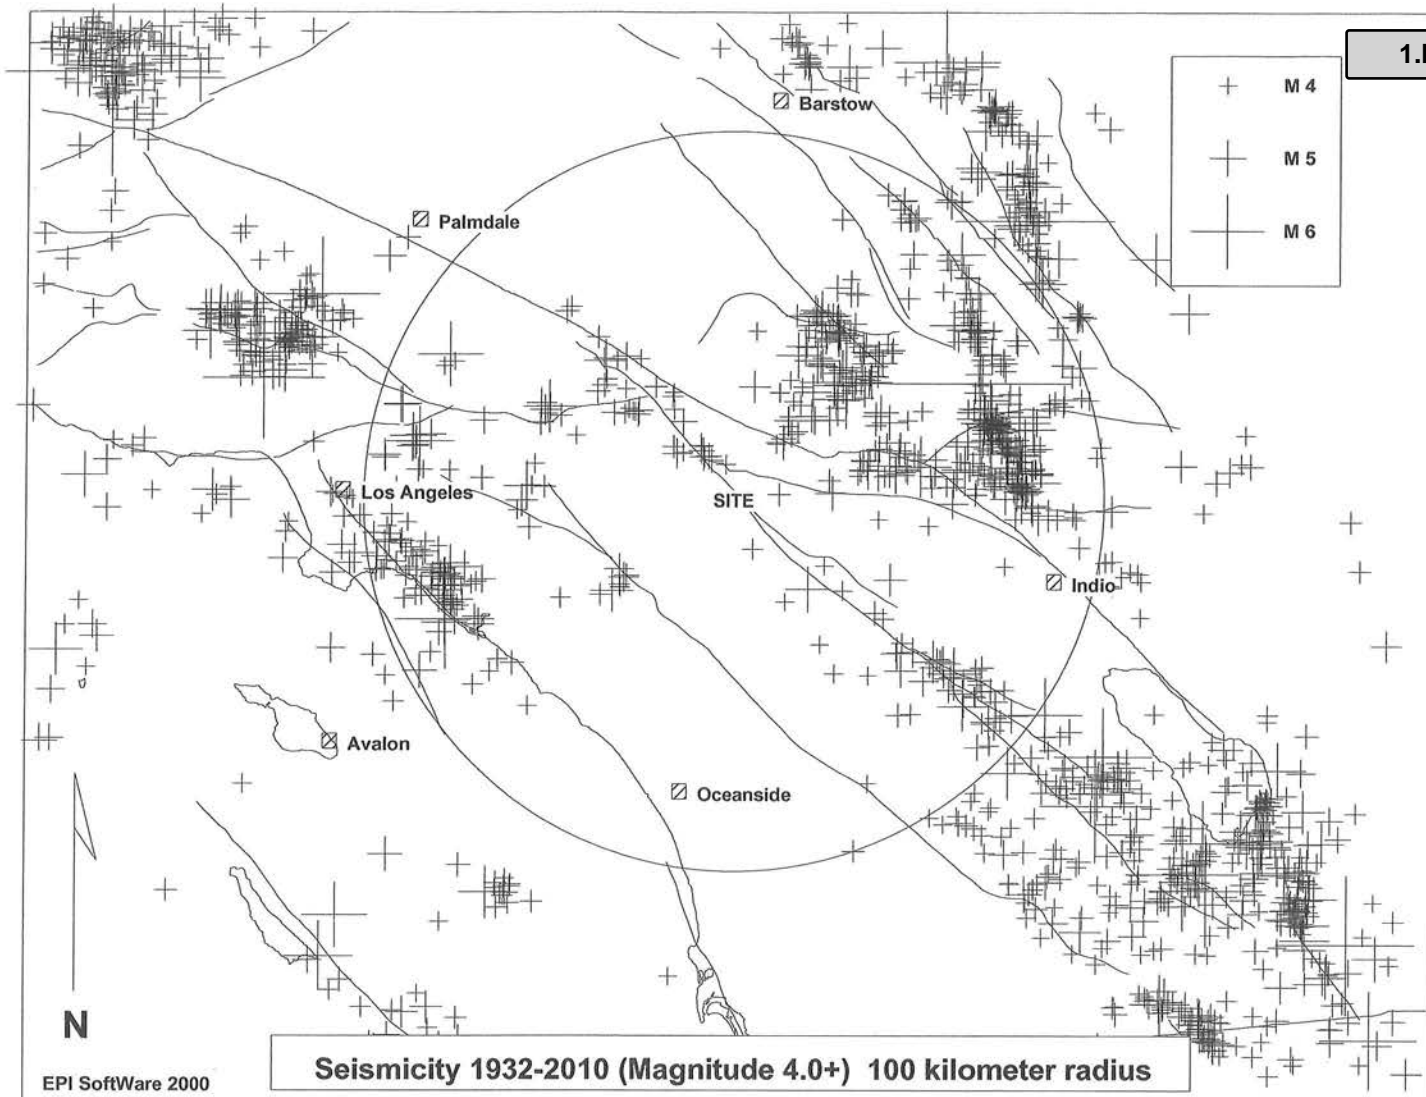 1.
M 4
Barstow
M 5
Palmdale
M 6
Los Angeles
SITE
Indio
Avalon
Oceanside
N
Seismicity 1932-2010 (Magnitude 4.0+) 100 kilometer radius
EPI SoftWare 2000